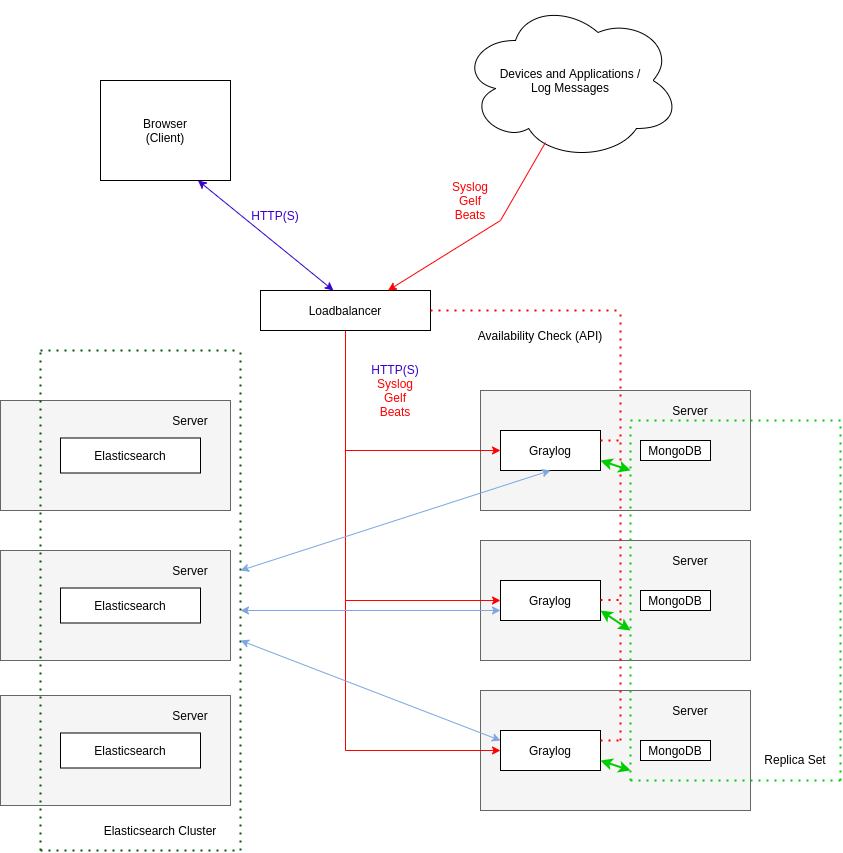 Devices and Applications /
Log Messages
Browser
(Client)
Syslog
Gelf
Beats
HTTP(S)
Loadbalancer
Availability Check (API)
HTTP(S)
Syslog
Gelf
Beats
Server
Elasticsearch
Server
Graylog
MongoDB
Server
Elasticsearch
Server
Graylog
MongoDB
Server
Elasticsearch
Server
Graylog
MongoDB
Replica Set
Elasticsearch Cluster